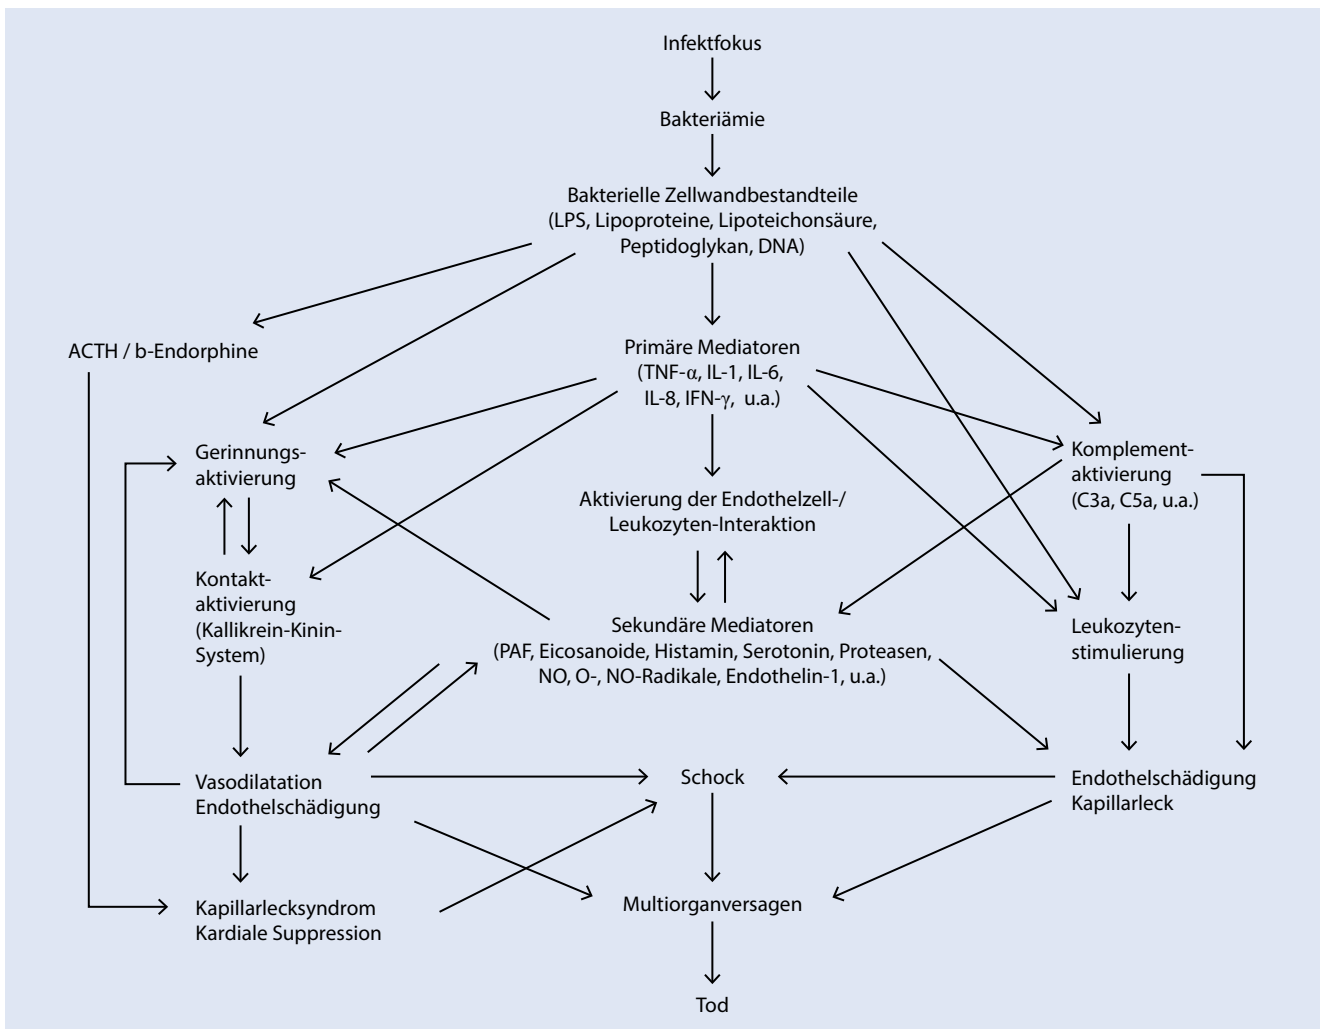 Infektfokus
Bakteriämie
Bakterielle Zellwandbestandteile
(LPS, Lipoproteine, Lipoteichonsäure,
Peptidoglykan, DNA)
ACTH / b-Endorphine
Primäre Mediatoren
(TNF-α, IL-1, IL-6,
IL-8, IFN-γ, u.a.)
Gerinnungs-
aktivierung
Komplement-
aktivierung
(C3a, C5a, u.a.)
Aktivierung der Endothelzell-/
Leukozyten-Interaktion
Kontakt-
aktivierung
(Kallikrein-Kinin-
System)
Sekundäre Mediatoren
(PAF, Eicosanoide, Histamin, Serotonin, Proteasen,
NO, O-, NO-Radikale, Endothelin-1, u.a.)
Leukozyten-
stimulierung
Vasodilatation
Endothelschädigung
Schock
Endothelschädigung
Kapillarleck
Kapillarlecksyndrom
Kardiale Suppression
Multiorganversagen
Tod